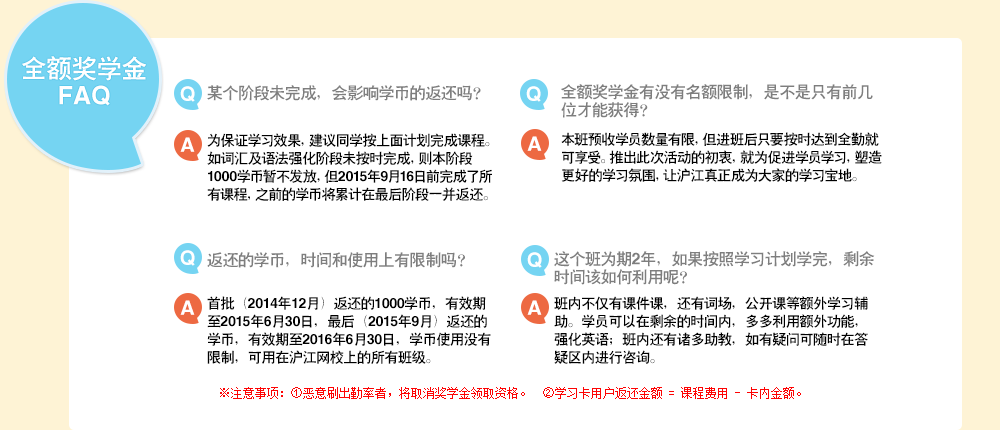 全额奖学金
FAQ
Q 某个阶段未完成，会影响学币的返还吗？
A 为保证学习效果，建议同学按上面计划完成课程。
如词汇及语法强化阶段未按时完成，则本阶段
1000学币暂不发放，但2015年9月16日前完成了所
有课程，之前的学币将累计在最后阶段一并返还。
Q 全额奖学金有没有名额限制，是不是只有前几
位才能获得？
A 本班预收学员数量有限，但进班后只要按时达到全勤就
可享受。推出此次活动的初衷，就为促进学员学习，塑造
更好的学习氛围，让沪江真正成为大家的学习宝地。
Q 返还的学币，时间和使用上有限制吗？
A 首批（2014年12月）返还的1000学币，有效期
至2015年6月30日，最后（2015年9月）返还的
学币，有效期至2016年6月30日，学币使用没有
限制，可用在沪江网校上的所有班级。
Q 这个班为期2年，如果按照学习计划学完，剩余
时间该如何利用呢？
A 班内不仅有课件课，还有词场，公开课等额外学习辅
助。学员可以在剩余的时间内，多多利用额外功能，
强化英语；班内还有诸多助教，如有疑问可随时在答
疑区内进行咨询。
※注意事项：①恶意刷出勤率者，将取消奖学金领取资格。 ②学习卡用户返还金额 = 课程费用 - 卡内金额。